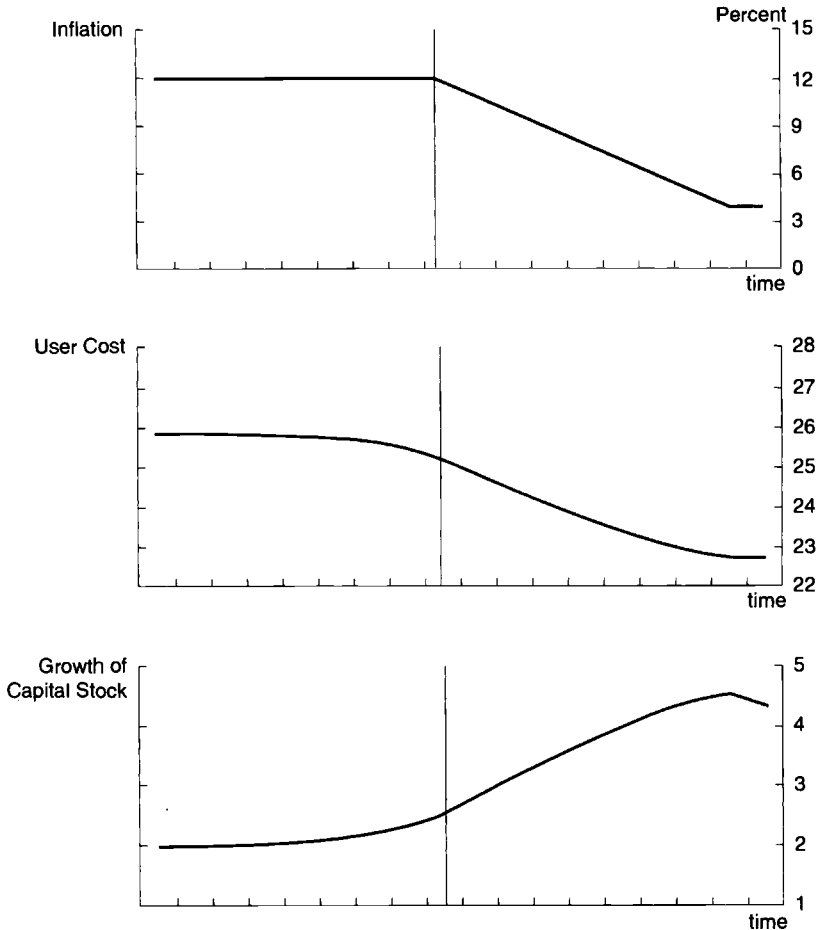 Percent
Inflation
15
12
9
6
3
0
time
User Cost
28
27
26
25
24
23
22
time
Growth of
Capital Stock
5
4
3
2
1
time